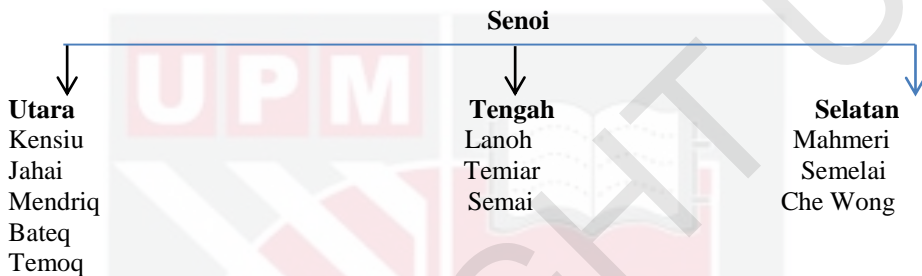 Senoi
Utara
Kensiu
Jahai
Mendriq
Bateq
Temoq
Tengah
Lanoh
Temiar
Semai
Selatan
Mahmeri
Semelai
Che Wong
UPM